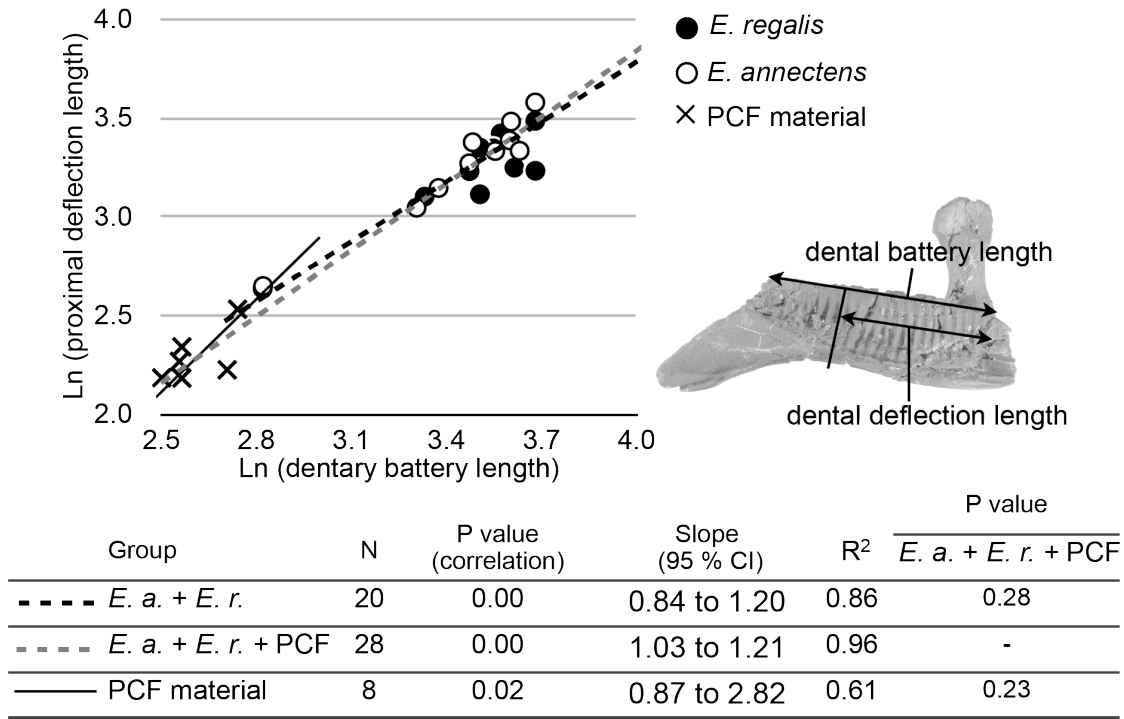 Ln (proximal deflection length)
4.0
3.5
3.0
2.5
2.0
2.5 2.8 3.1 3.4 3.7 4.0
Ln (dentary battery length)
E. regalis
E. annectens
PCF material
dental battery length
dental deflection length
P value
Group N P value (correlation) Slope (95 % CI) R² E. a. + E. r. + PCF
E. a. + E. r. 20 0.00 0.84 to 1.20 0.86 0.28
E. a. + E. r. + PCF 28 0.00 1.03 to 1.21 0.96 -
PCF material 8 0.02 0.87 to 2.82 0.61 0.23